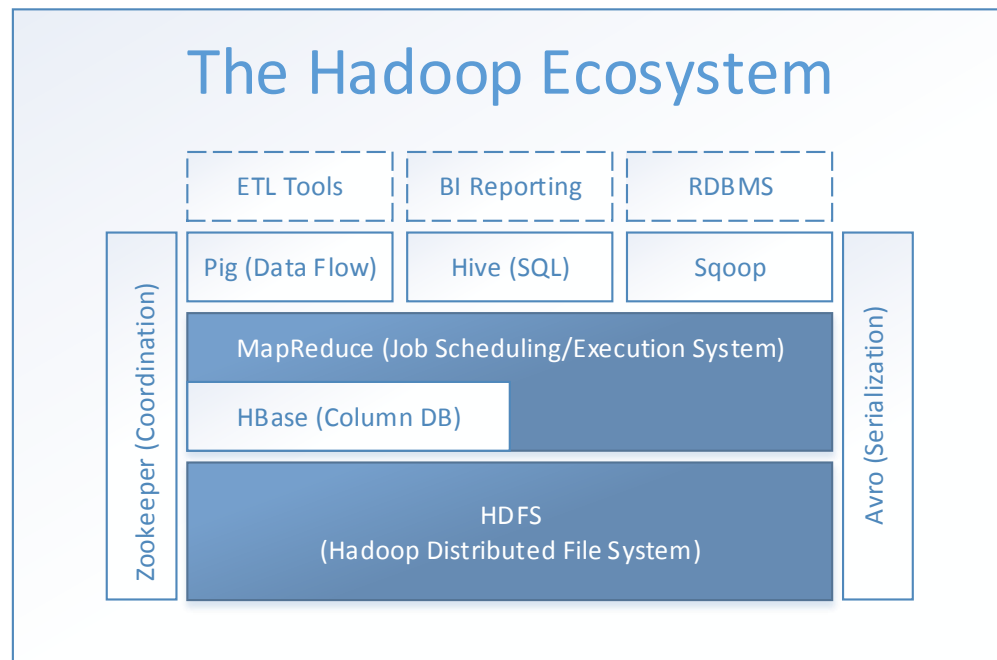 The Hadoop Ecosystem
ETL Tools
BI Reporting
RDBMS
Pig (Data Flow)
Hive (SQL)
Sqoop
Zookeeper (Coordination)
MapReduce (Job Scheduling/Execution System)
HBase (Column DB)
HDFS
(Hadoop Distributed File System)
Avro (Serialization)